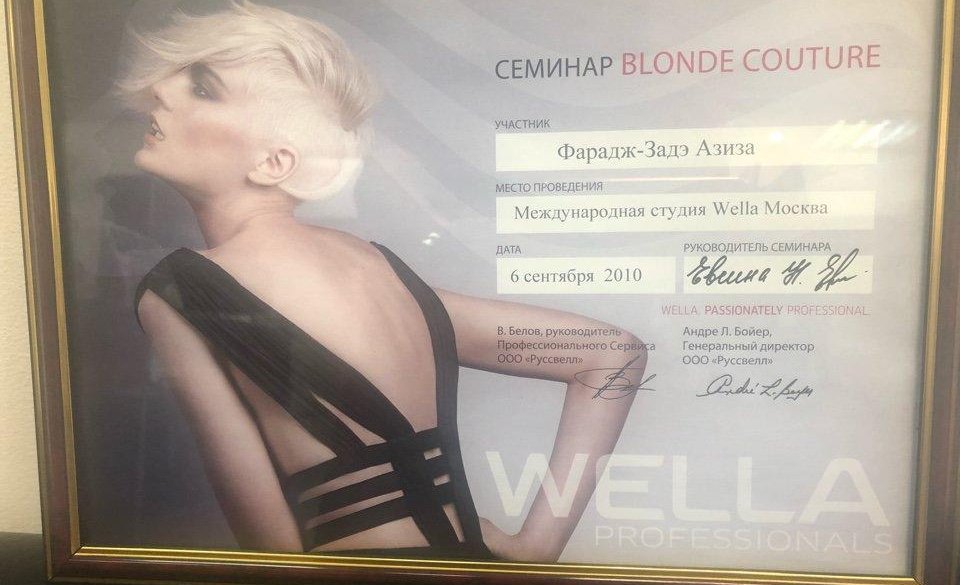 СЕМИНАР BLONDE COUTURE
УЧАСТНИК
Фарадж-Задэ Азиза
МЕСТО ПРОВЕДЕНИЯ
Международная студия Wella Москва
ДАТА
6 сентября 2010
РУКОВОДИТЕЛЬ СЕМИНАРА
WELLA. PASSIONATELY PROFESSIONAL.
В. Белов, руководитель
Профессионального Сервиса
ООО «Руссвелл»
Андре Л. Бойер,
Генеральный директор
ООО «Руссвелл»
WELLA
PROFESSIONALS